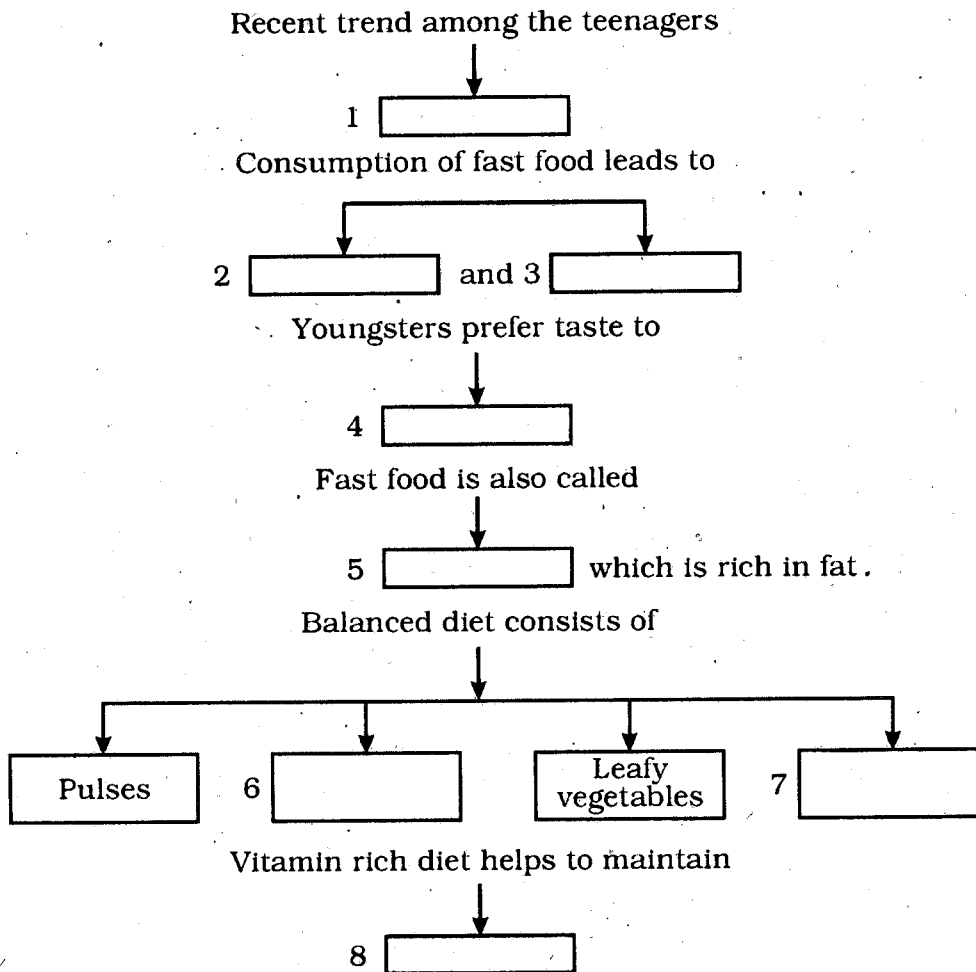 Recent trend among the teenagers
1
Consumption of fast food leads to
2 and 3
Youngsters prefer taste to
4
Fast food is also called
5 which is rich in fat.
Balanced diet consists of
Pulses 6 Leafy vegetables 7
Vitamin rich diet helps to maintain
8